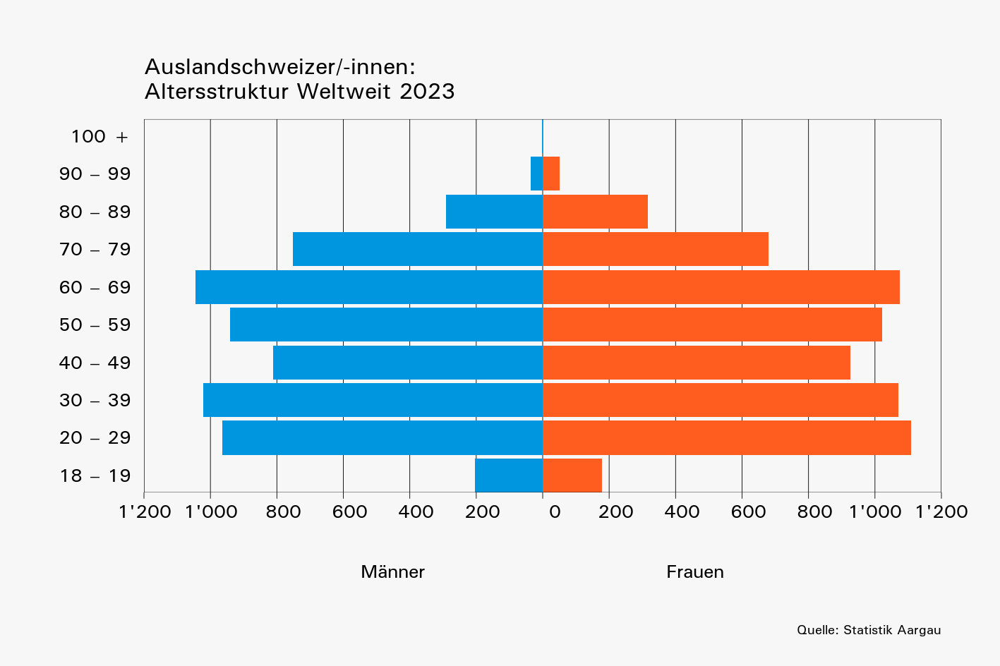 Auslandschweizer/-innen:
Altersstruktur Weltweit 2023
100 +
90 – 99
80 – 89
70 – 79
60 – 69
50 – 59
40 – 49
30 – 39
20 – 29
18 – 19
1'200 1'000 800 600 400 200 0 200 400 600 800 1'000 1'200
Männer Frauen
Quelle: Statistik Aargau